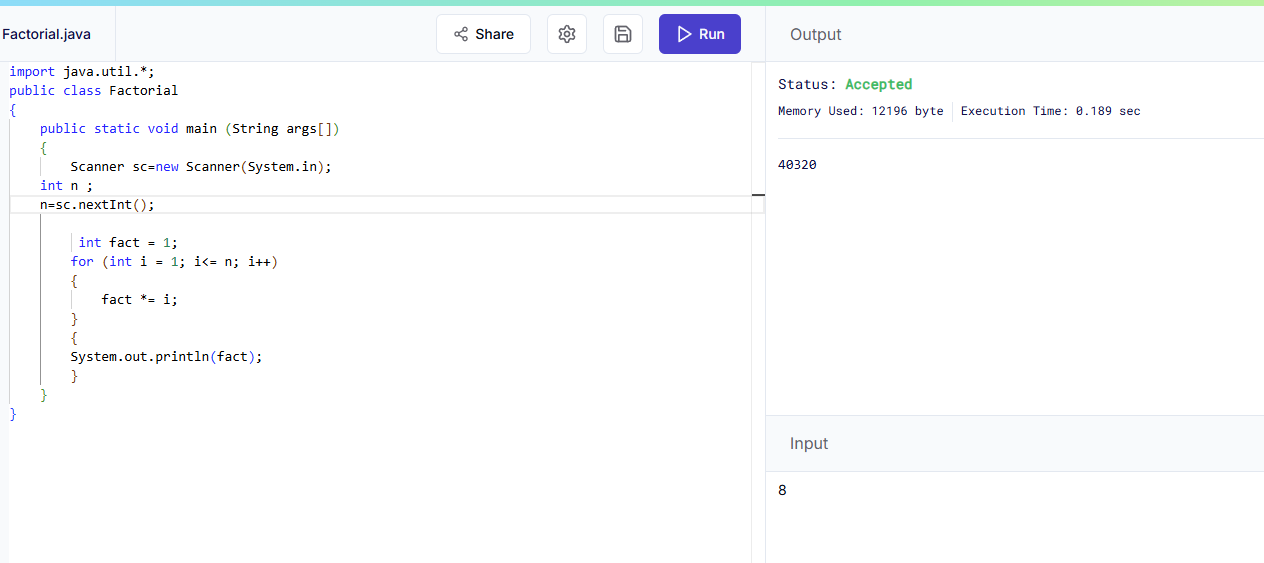 Factorial.java
Share
Run
import java.util.*;
public class Factorial
{
    public static void main (String args[])
    {
        Scanner sc=new Scanner(System.in);
    int n ;
    n=sc.nextInt();

         int fact = 1;
        for (int i = 1; i<= n; i++)
        {
            fact *= i;
        }
        {
        System.out.println(fact);
        }
    }
}
Output
Status: Accepted
Memory Used: 12196 byte Execution Time: 0.189 sec
40320
Input
8